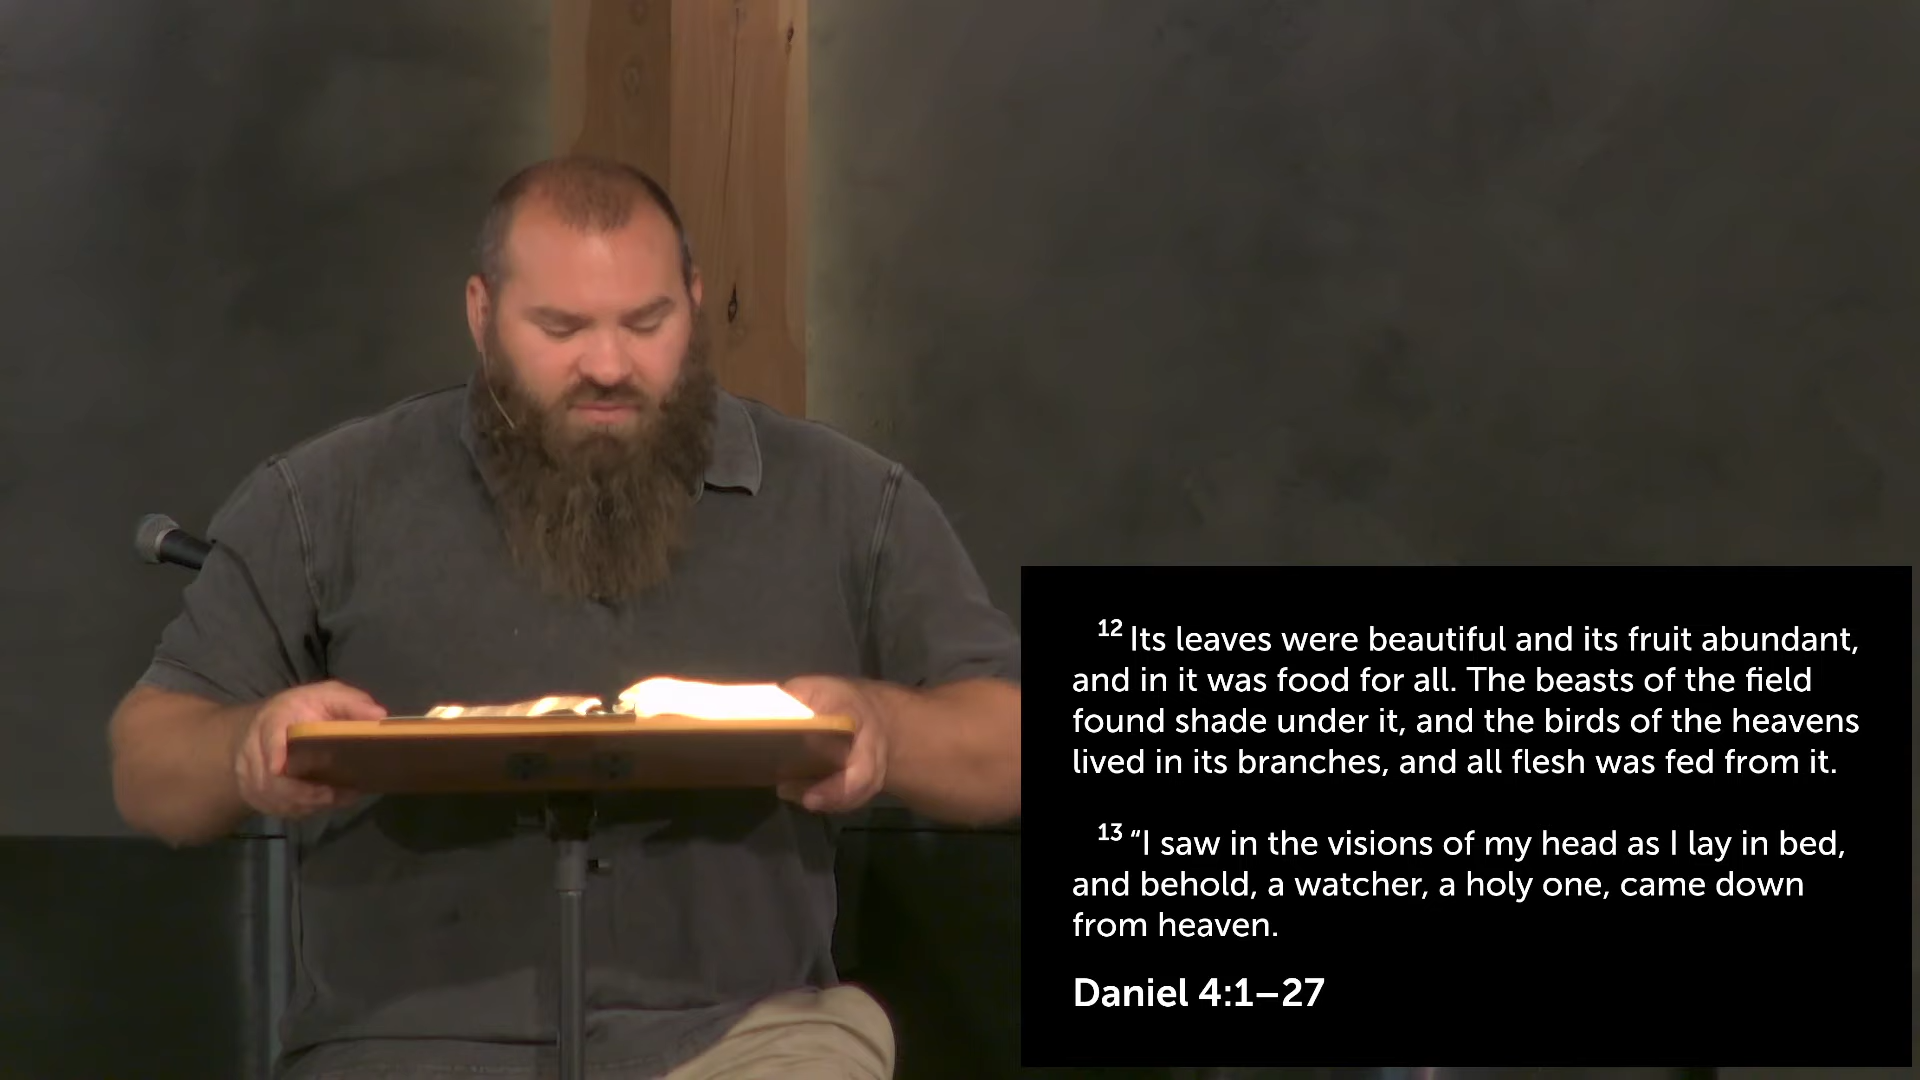 12 Its leaves were beautiful and its fruit abundant,
and in it was food for all. The beasts of the field
found shade under it, and the birds of the heavens
lived in its branches, and all flesh was fed from it.
13 “I saw in the visions of my head as I lay in bed,
and behold, a watcher, a holy one, came down
from heaven.
Daniel 4:1–27